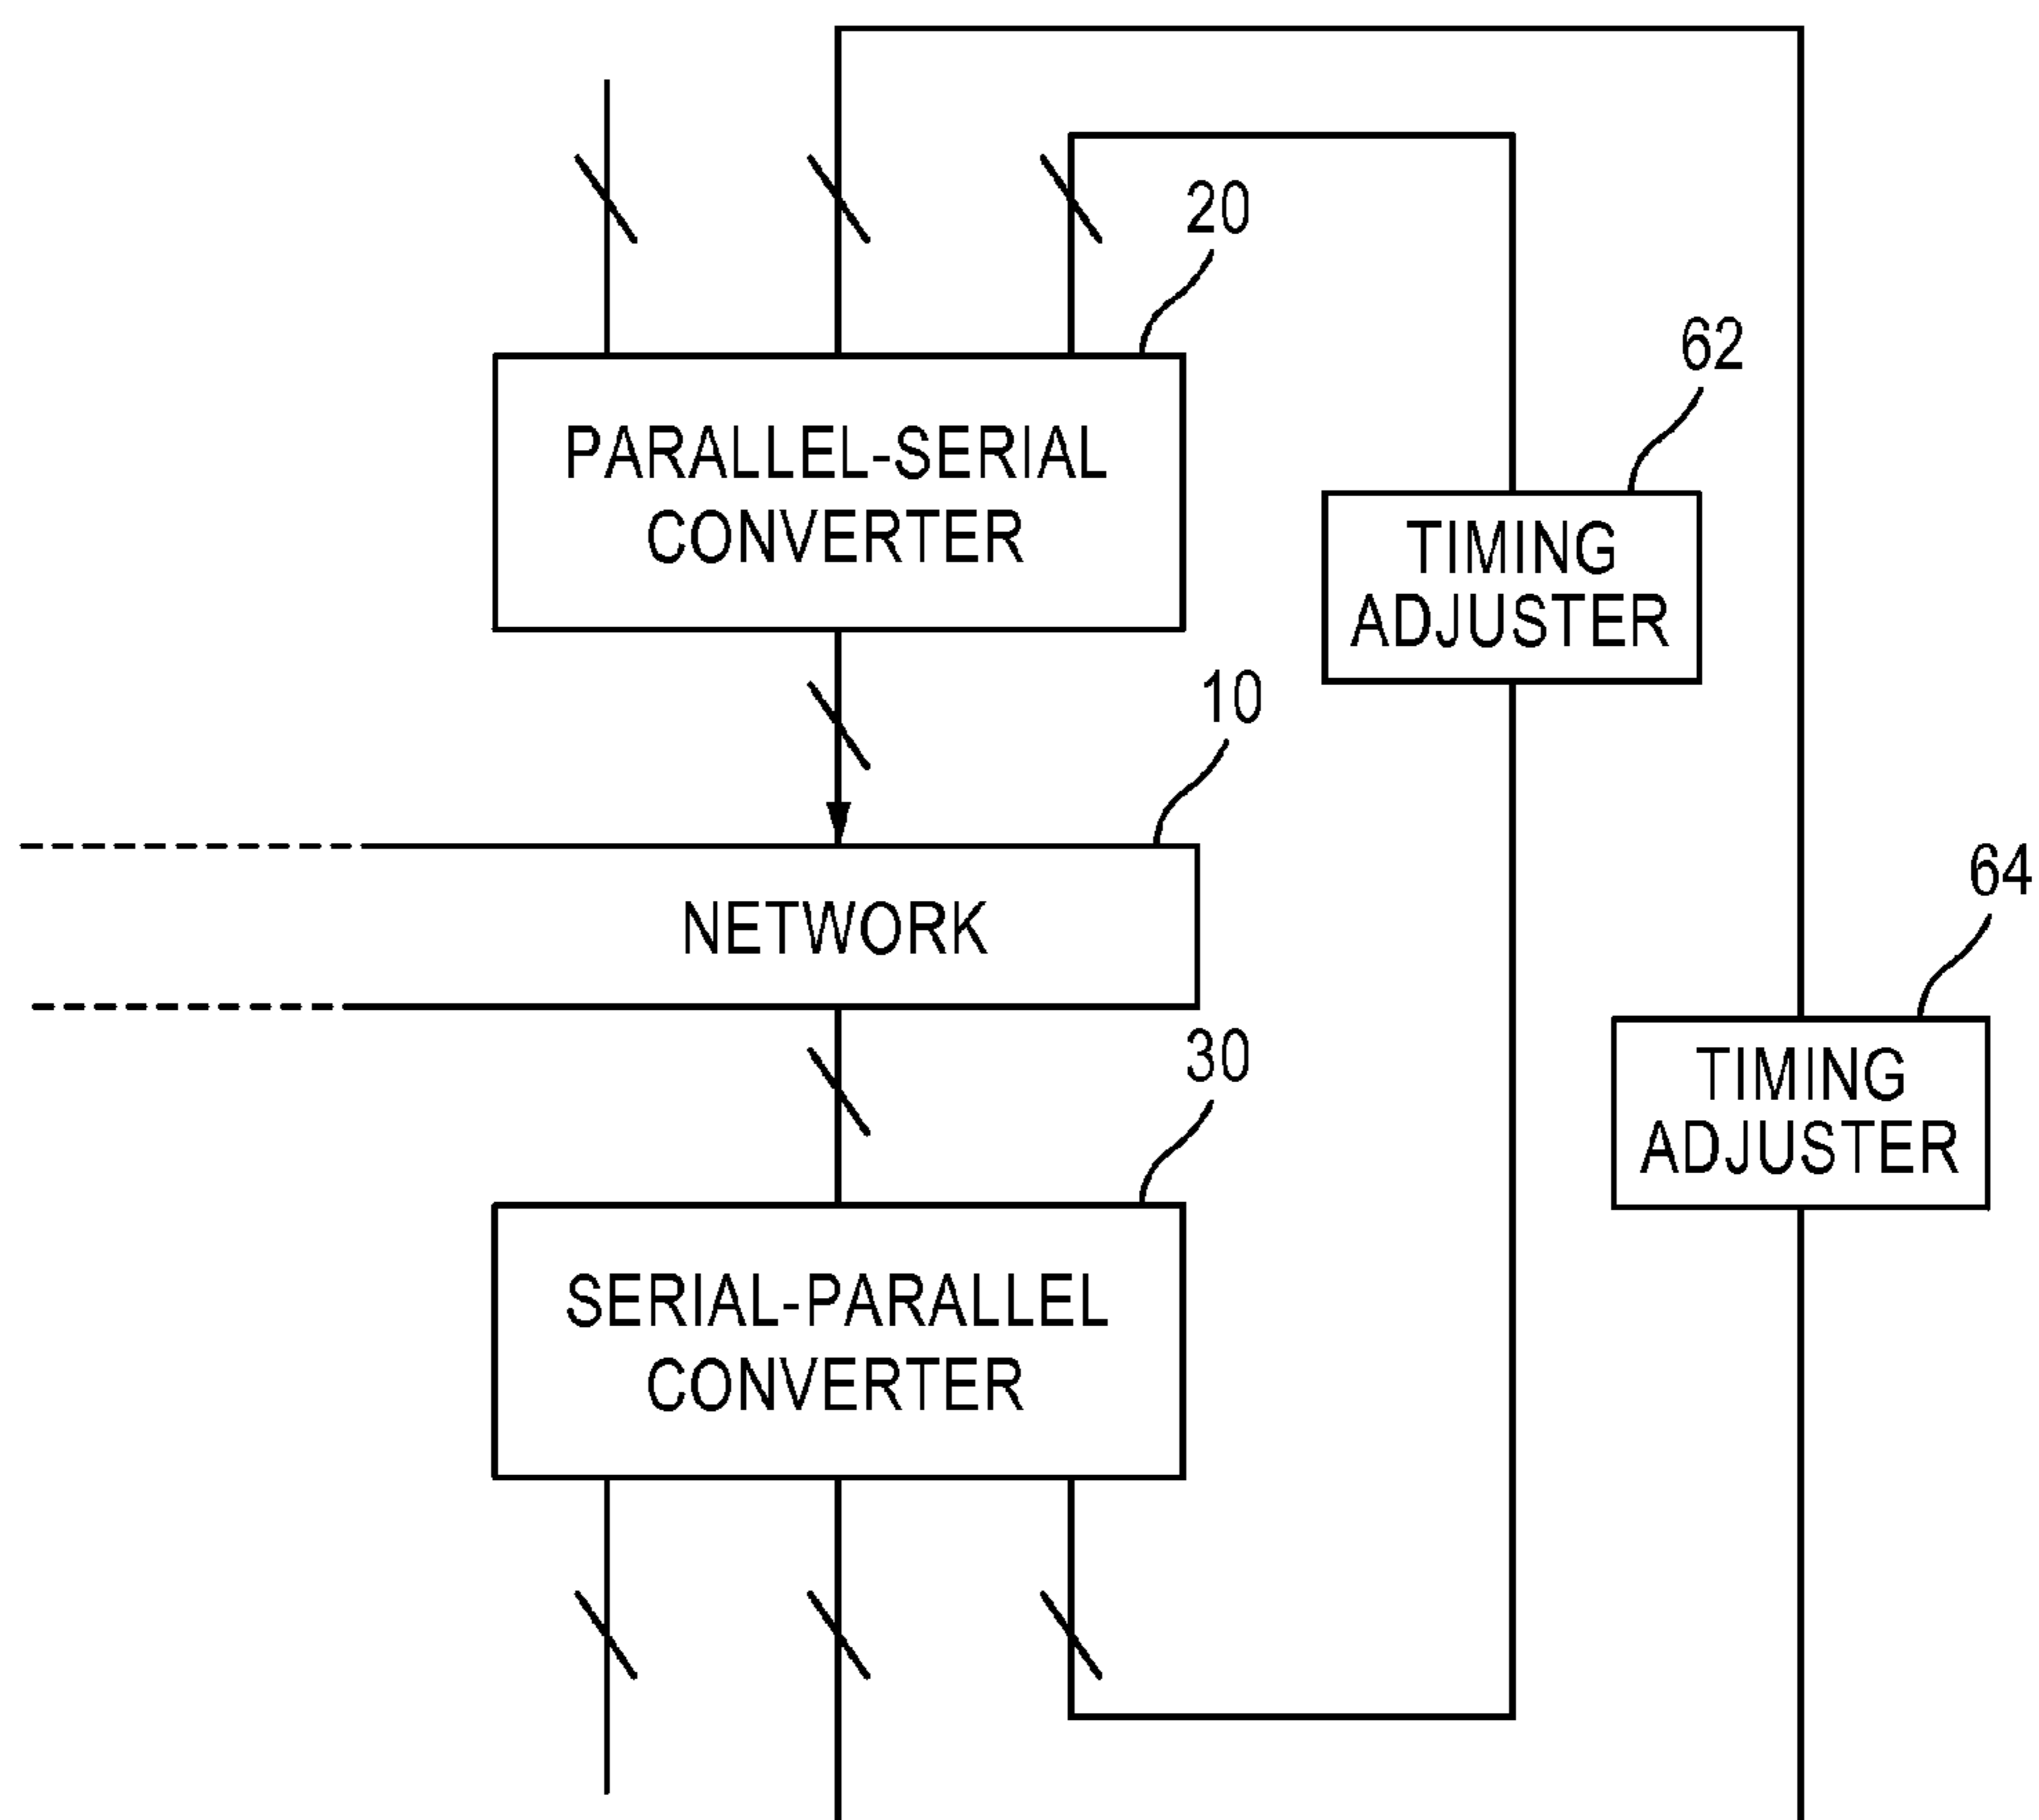 20
PARALLEL-SERIAL
CONVERTER
62
TIMING
ADJUSTER
10
NETWORK
64
TIMING
ADJUSTER
30
SERIAL-PARALLEL
CONVERTER